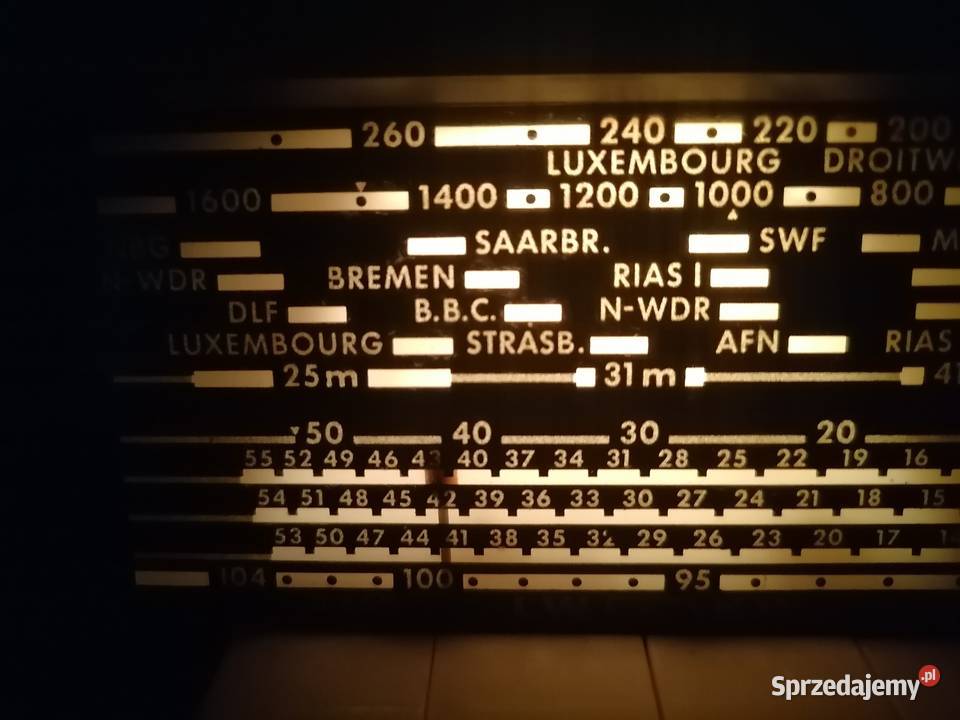 260 240 220 200
LUXEMBOURG
1600 1400 1200 1000 800
SAARBR. SWF
N-WDR BREMEN RIAS I
DLF B.B.C. N-WDR
LUXEMBOURG STRASB. AFN RIAS
25m 31m
50 40 30 20
55 52 49 46 43 40 37 34 31 28 25 22 19 16
54 51 48 45 42 39 36 33 30 27 24 21 18 15
53 50 47 44 41 38 35 32 29 26 23 20 17
104 100 95
Sprzedajemy.pl